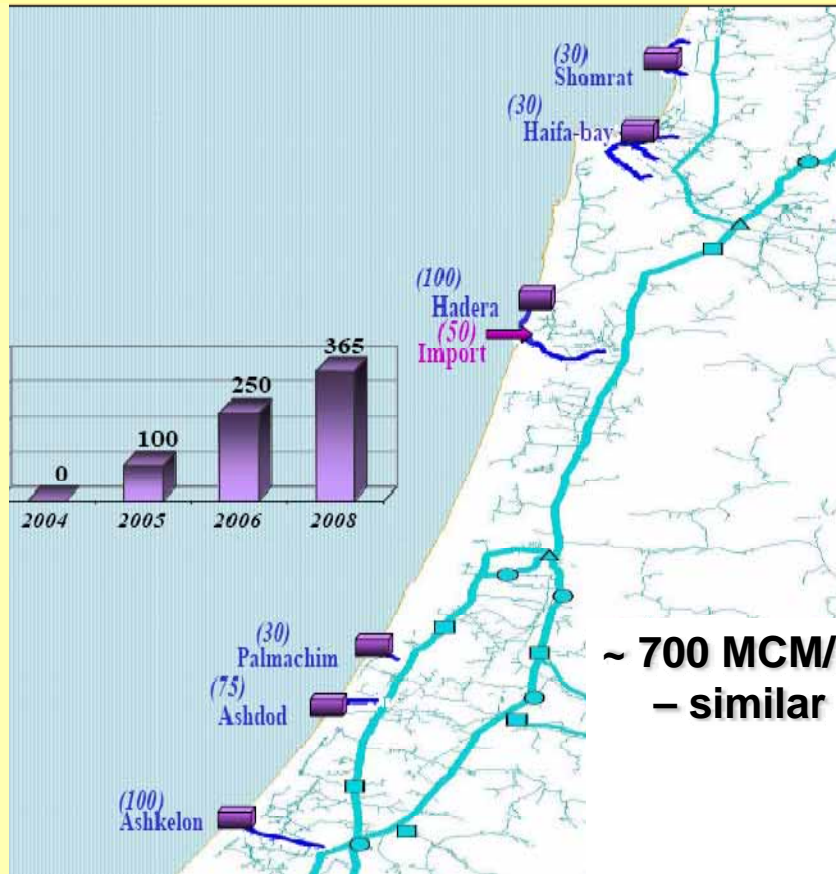 (30)
Shomrat
(30)
Haifa-bay
(100)
Hadera
(50)
Import
365
250
100
0
2004 2005 2006 2008
(30)
Palmachim
(75)
Ashdod
~ 700 MCM/
– similar
(100)
Ashkelon